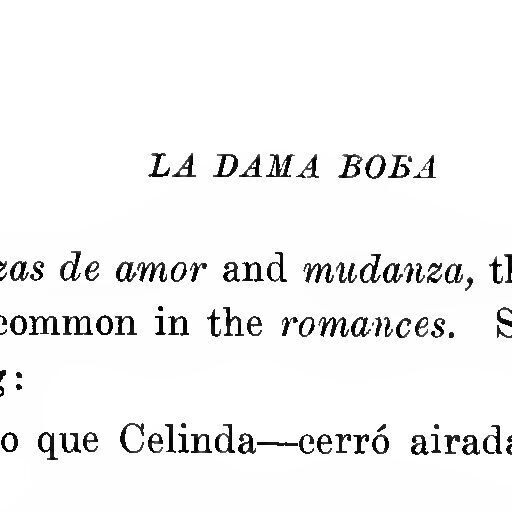 LA DAMA BOBA
zas de amor and mudanza, th
common in the romances. S
g:
o que Celinda—cerró airada